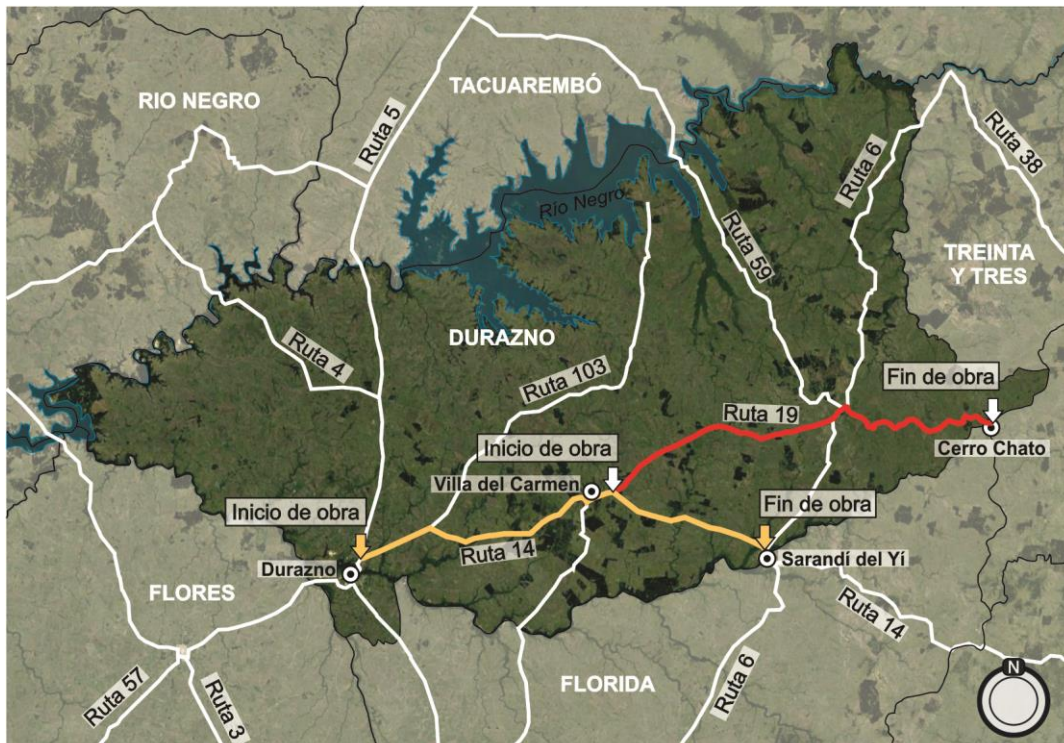 TACUAREMBÓ
RIO NEGRO
Ruta 5
Ruta 6
Ruta 38
Río Negro
Ruta 59
TREINTA
Y TRES
DURAZNO
Ruta 4
Ruta 103
Fin de obra
Ruta 19
Cerro Chato
Inicio de obra
Villa del Carmen
Inicio de obra
Fin de obra
Ruta 14
Durazno
Sarandí del Yí
FLORES
Ruta 14
FLORIDA
Ruta 57
Ruta 3
Ruta 6
N